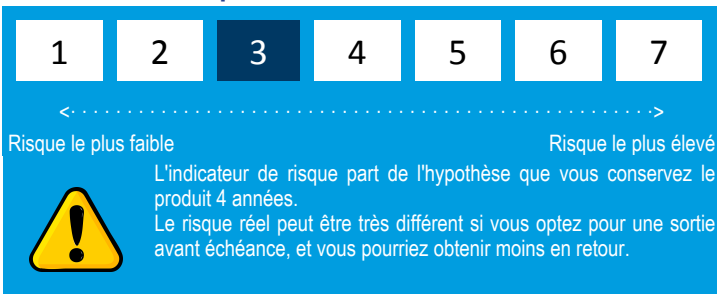 1 2 3 4 5 6 7
<· · · · · · · · · · · · · · · · · · · · · · · · · · · · · · · · · · · · · · · · · · · · · · · · · · · ·>
Risque le plus faible Risque le plus élevé
L'indicateur de risque part de l'hypothèse que vous conservez le
produit 4 années.
Le risque réel peut être très différent si vous optez pour une sortie
avant échéance, et vous pourriez obtenir moins en retour.